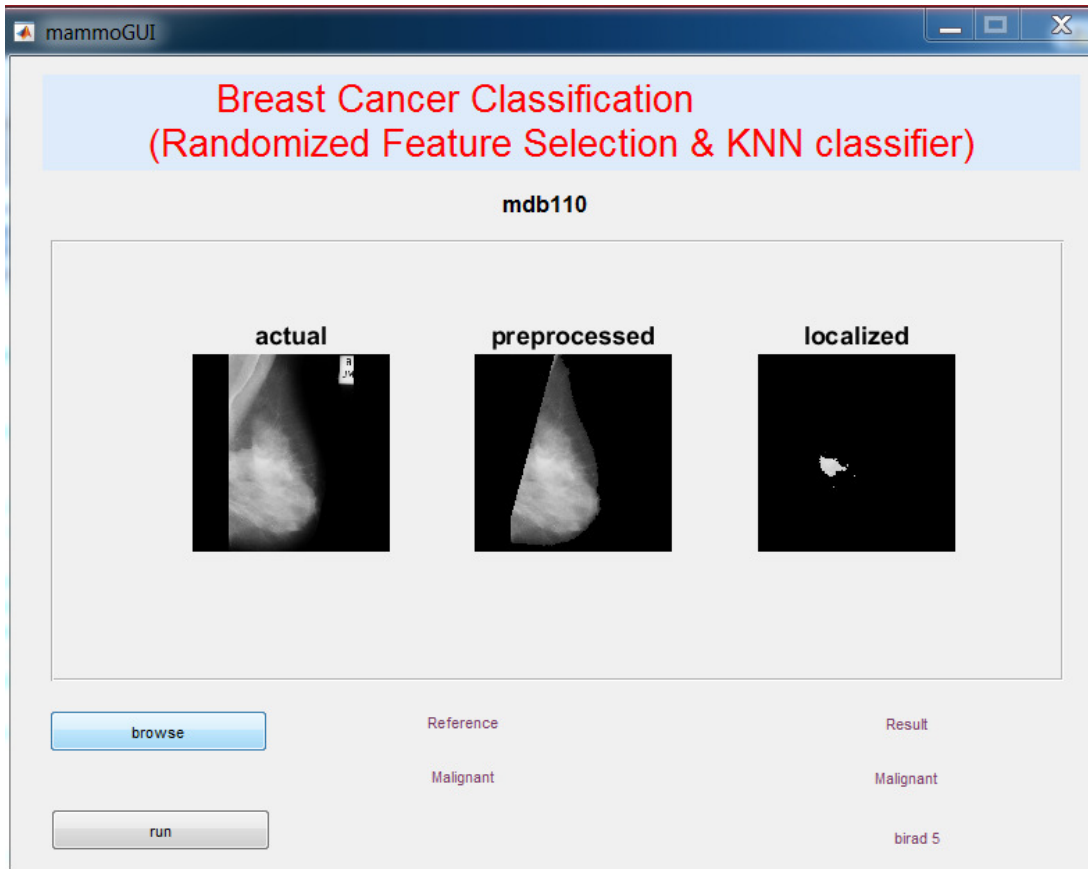 mammoGUI
Breast Cancer Classification
(Randomized Feature Selection & KNN classifier)
mdb110
actual
preprocessed
localized
browse
Reference
Result
Malignant
Malignant
run
birad 5